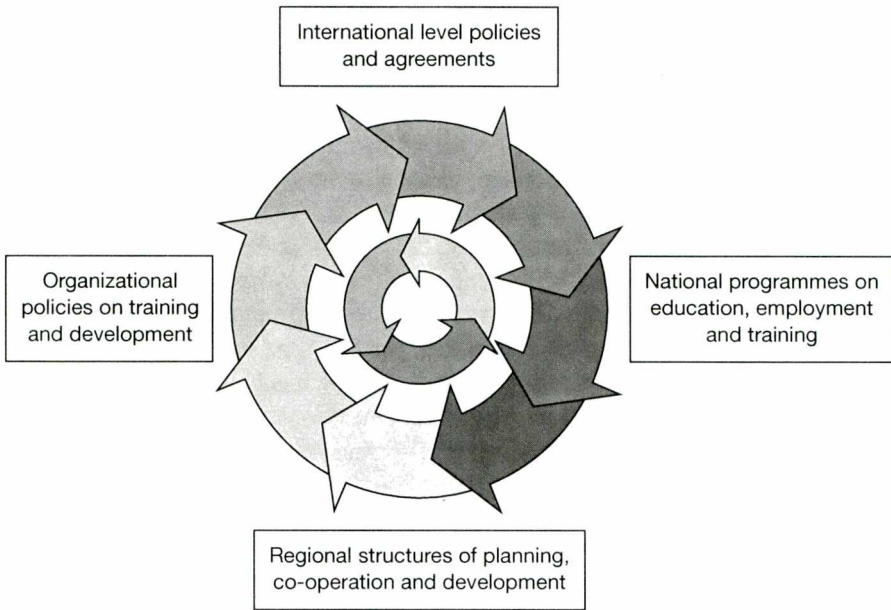 International level policies
and agreements
Organizational
policies on training
and development
National programmes on
education, employment
and training
Regional structures of planning,
co-operation and development